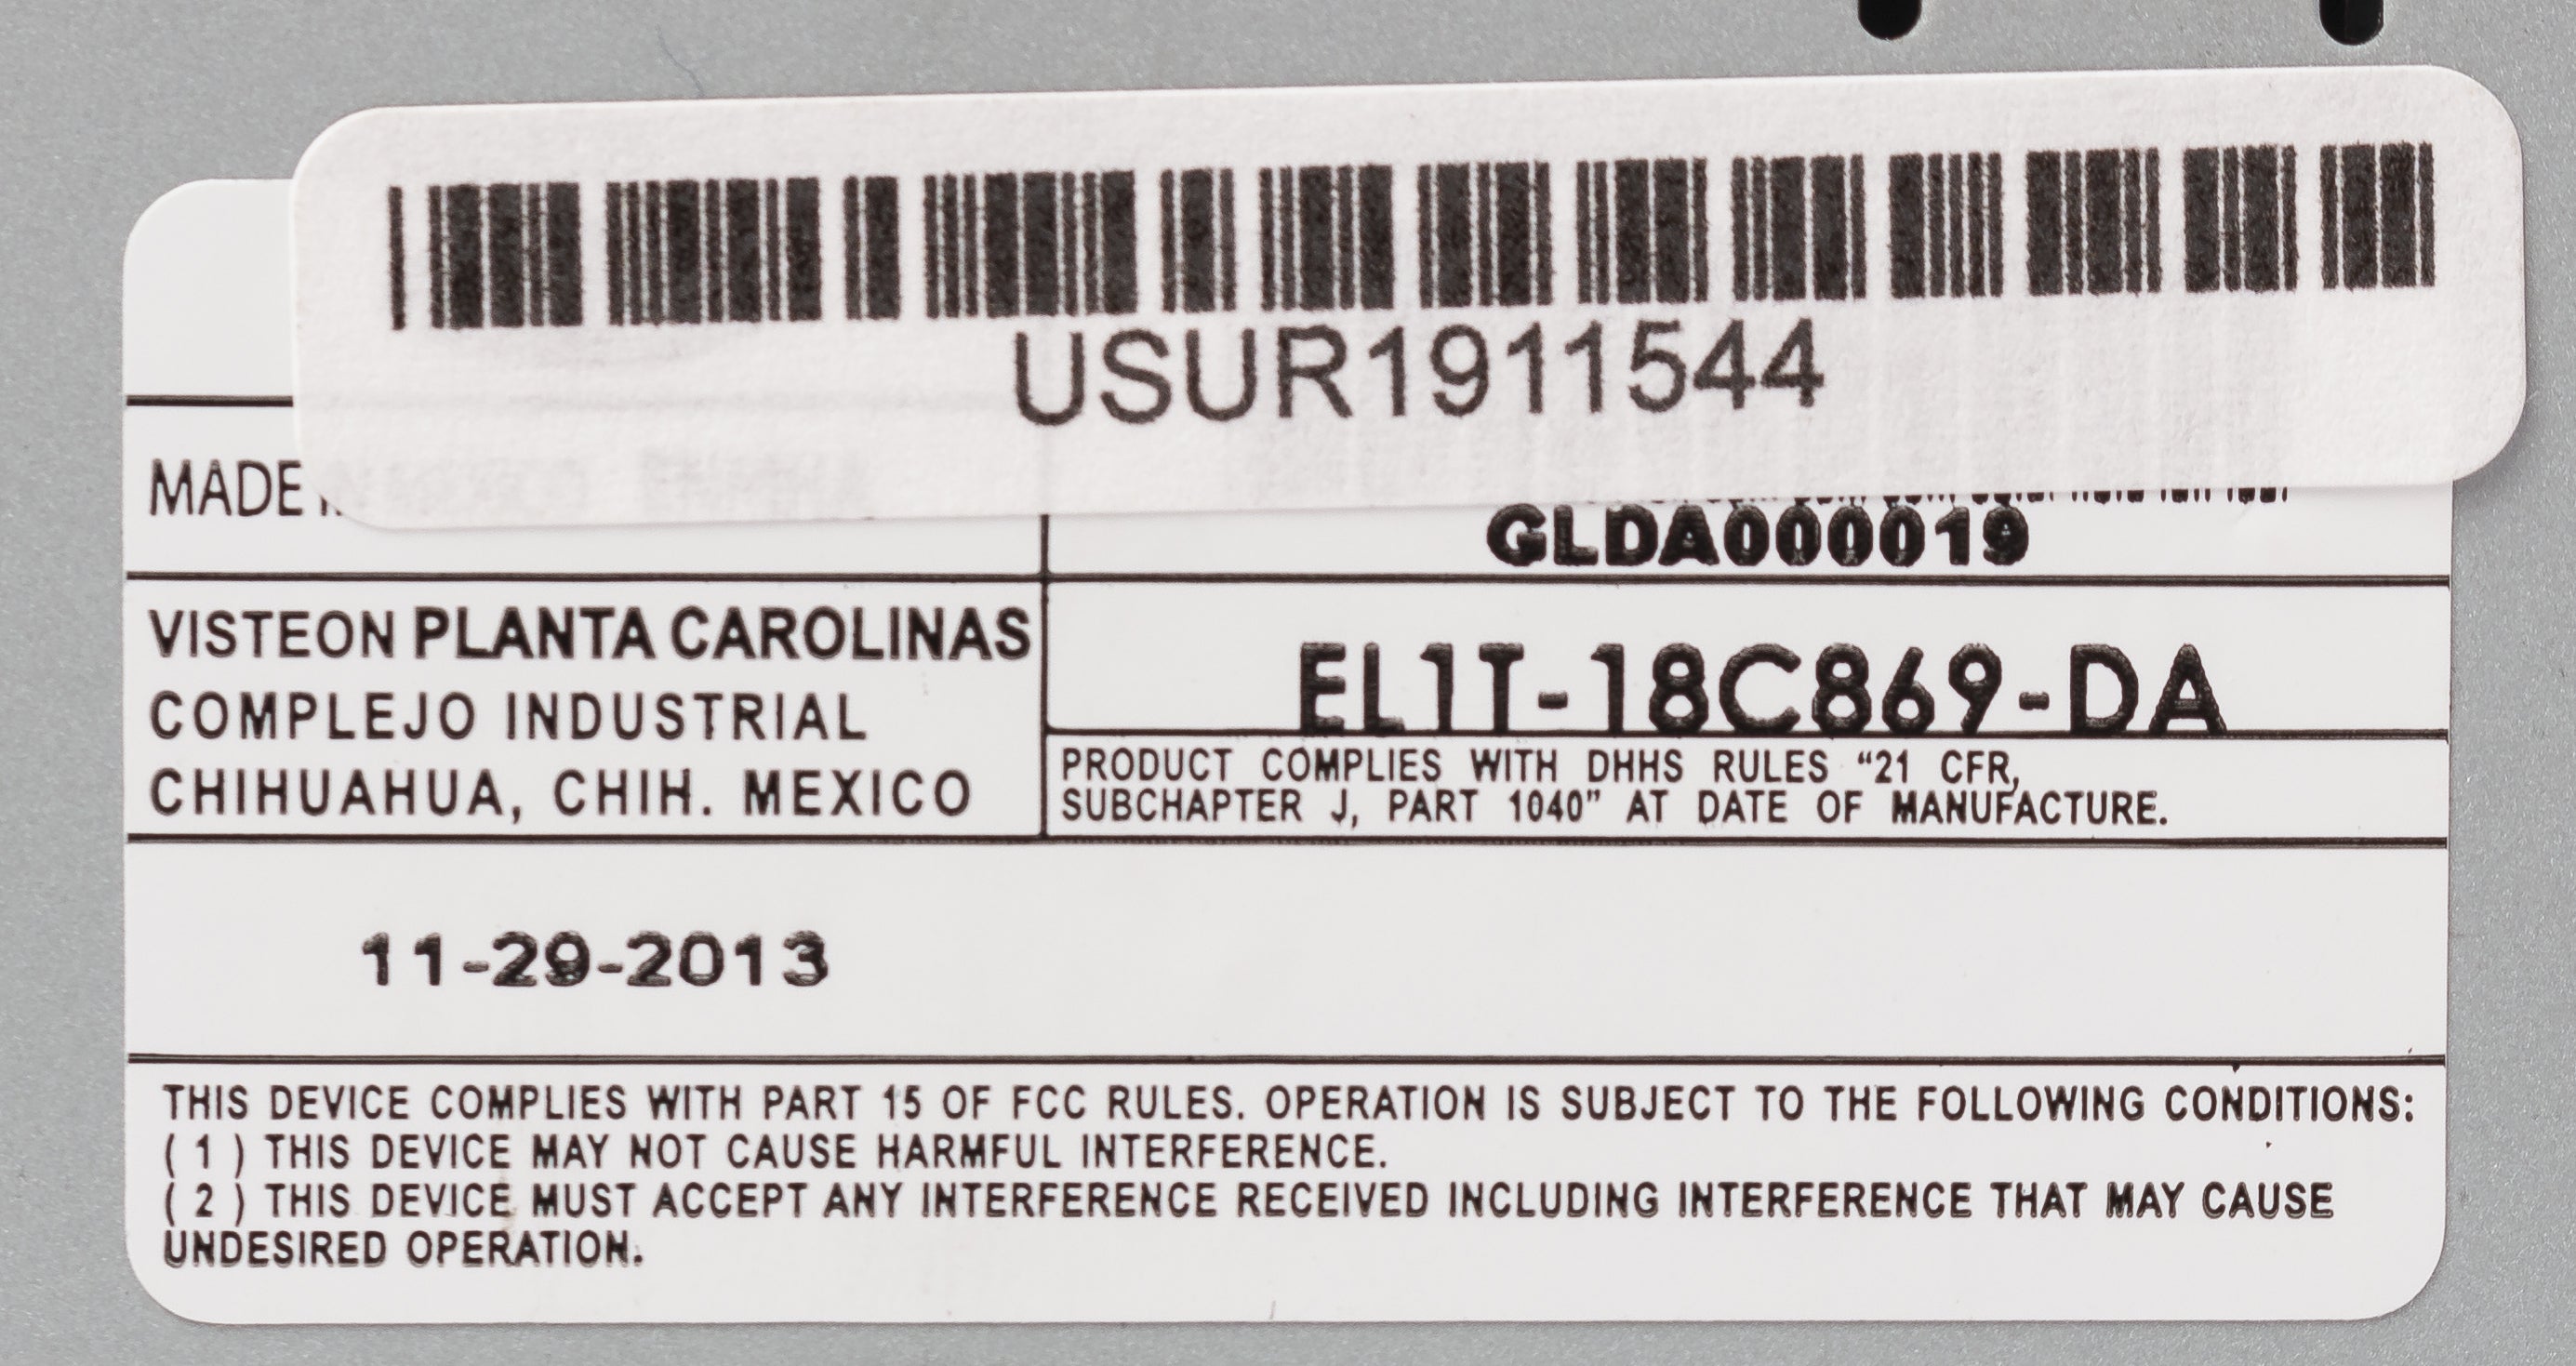 USUR1911544
MADE
GLDA000019
VISTEON PLANTA CAROLINAS
COMPLEJO INDUSTRIAL
CHIHUAHUA, CHIH. MEXICO
EL1T-18C869-DA
PRODUCT COMPLIES WITH DHHS RULES “21 CFR,
SUBCHAPTER J, PART 1040” AT DATE OF MANUFACTURE.
11-29-2013
THIS DEVICE COMPLIES WITH PART 15 OF FCC RULES. OPERATION IS SUBJECT TO THE FOLLOWING CONDITIONS:
( 1 ) THIS DEVICE MAY NOT CAUSE HARMFUL INTERFERENCE.
( 2 ) THIS DEVICE MUST ACCEPT ANY INTERFERENCE RECEIVED INCLUDING INTERFERENCE THAT MAY CAUSE
UNDESIRED OPERATION.